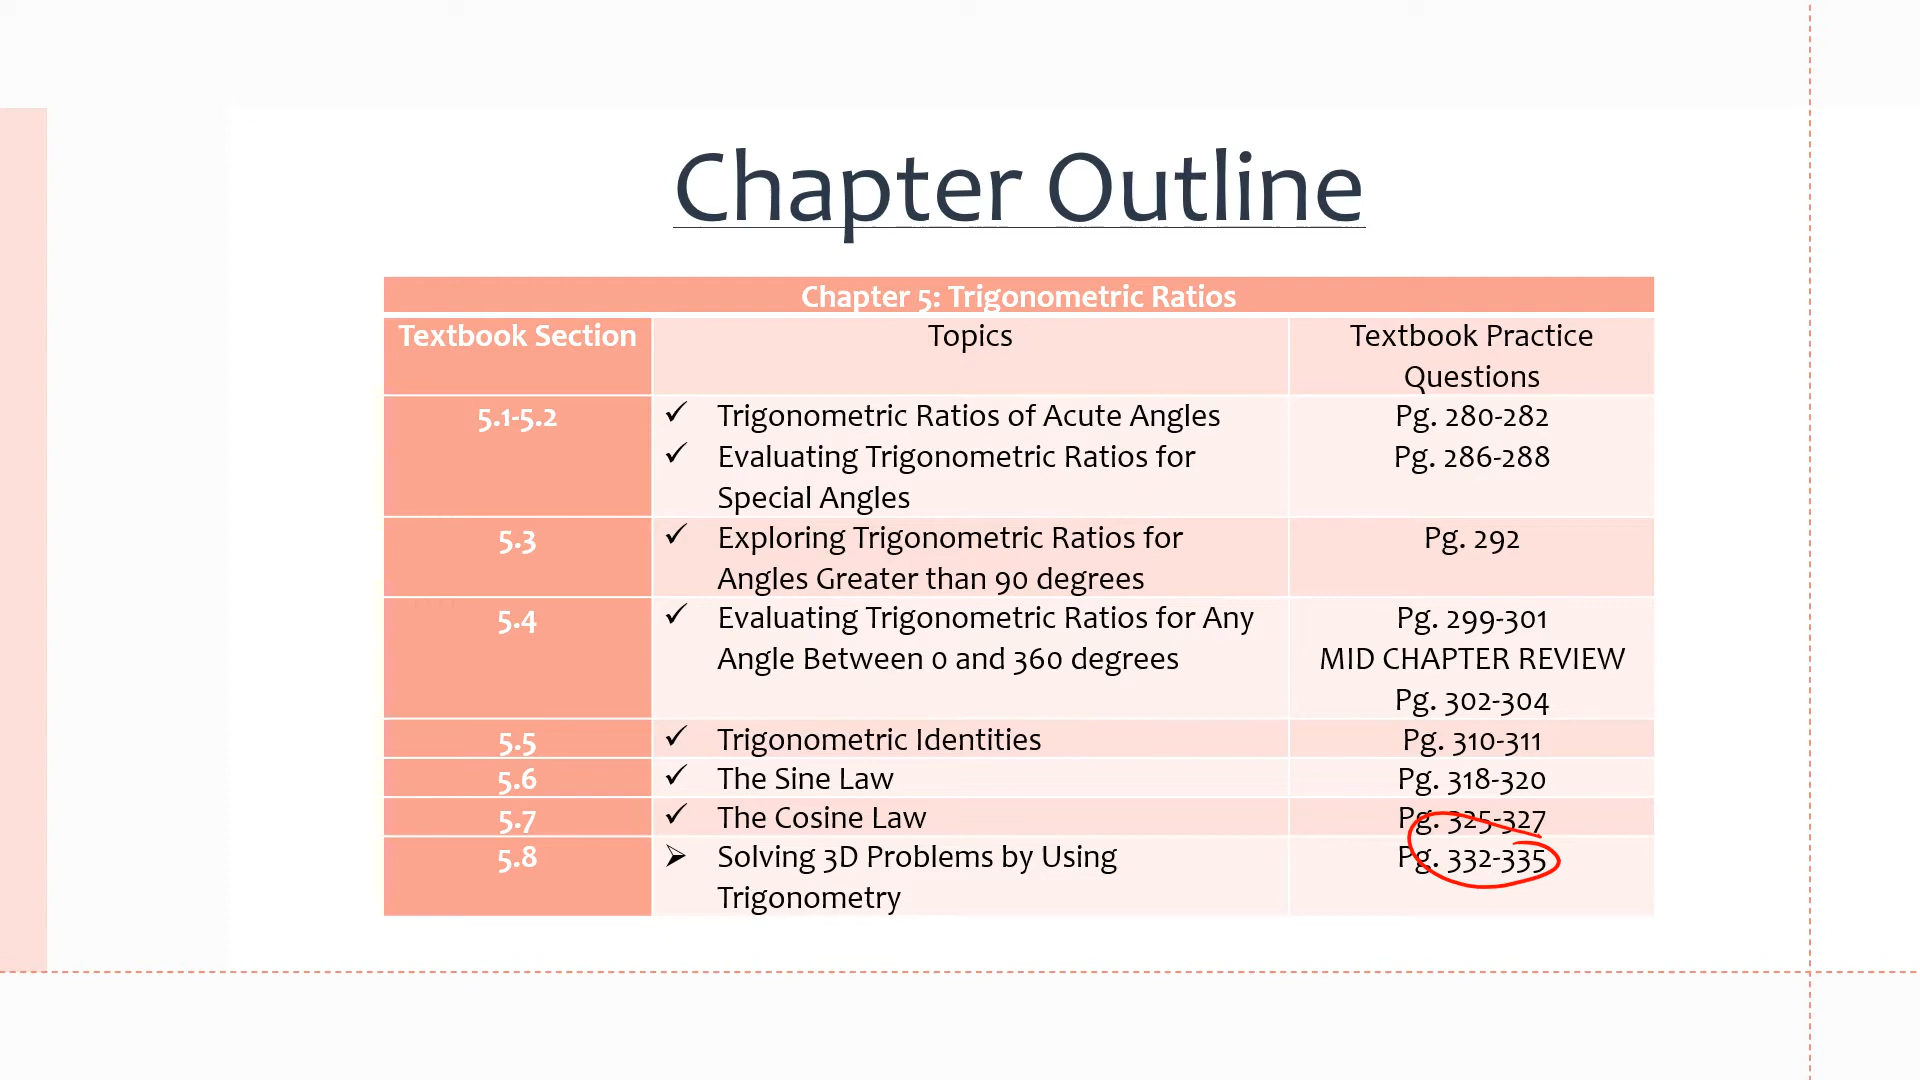 Chapter Outline
Chapter 5: Trigonometric Ratios
Textbook Section
Topics
Textbook Practice
Questions
5.1-5.2
✓ Trigonometric Ratios of Acute Angles
✓ Evaluating Trigonometric Ratios for
Special Angles
Pg. 280-282
Pg. 286-288
5.3
✓ Exploring Trigonometric Ratios for
Angles Greater than 90 degrees
Pg. 292
5.4
✓ Evaluating Trigonometric Ratios for Any
Angle Between 0 and 360 degrees
Pg. 299-301
MID CHAPTER REVIEW
Pg. 302-304
5.5
✓ Trigonometric Identities
Pg. 310-311
5.6
✓ The Sine Law
Pg. 318-320
5.7
✓ The Cosine Law
Pg. 325-327
5.8
➢ Solving 3D Problems by Using
Trigonometry
Pg. 332-335